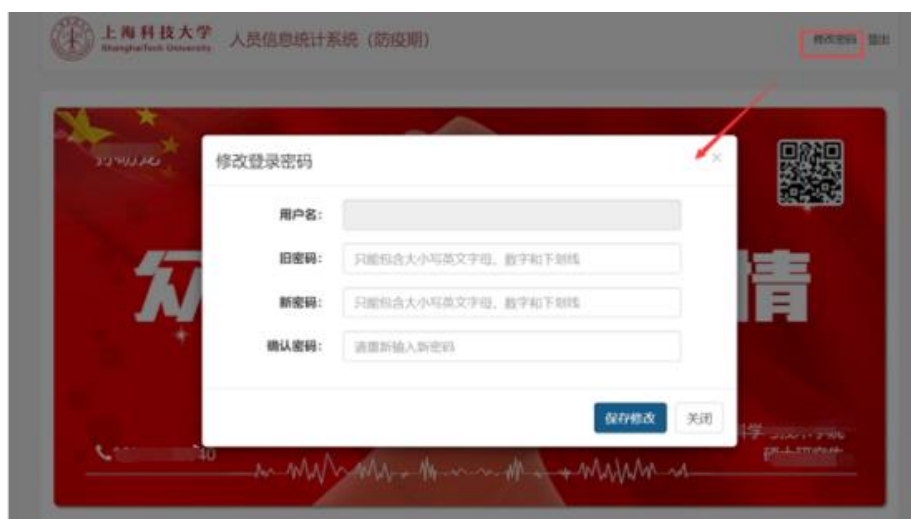 上海科技大学
ShanghaiTech University
人员信息统计系统（防疫期）
修改密码 登出
修改登录密码
×
用户名：
旧密码：
只能包含大小写英文字母、数字和下划线
新密码：
只能包含大小写英文字母、数字和下划线
确认密码：
请重新输入新密码
保存修改
关闭
众
情
40